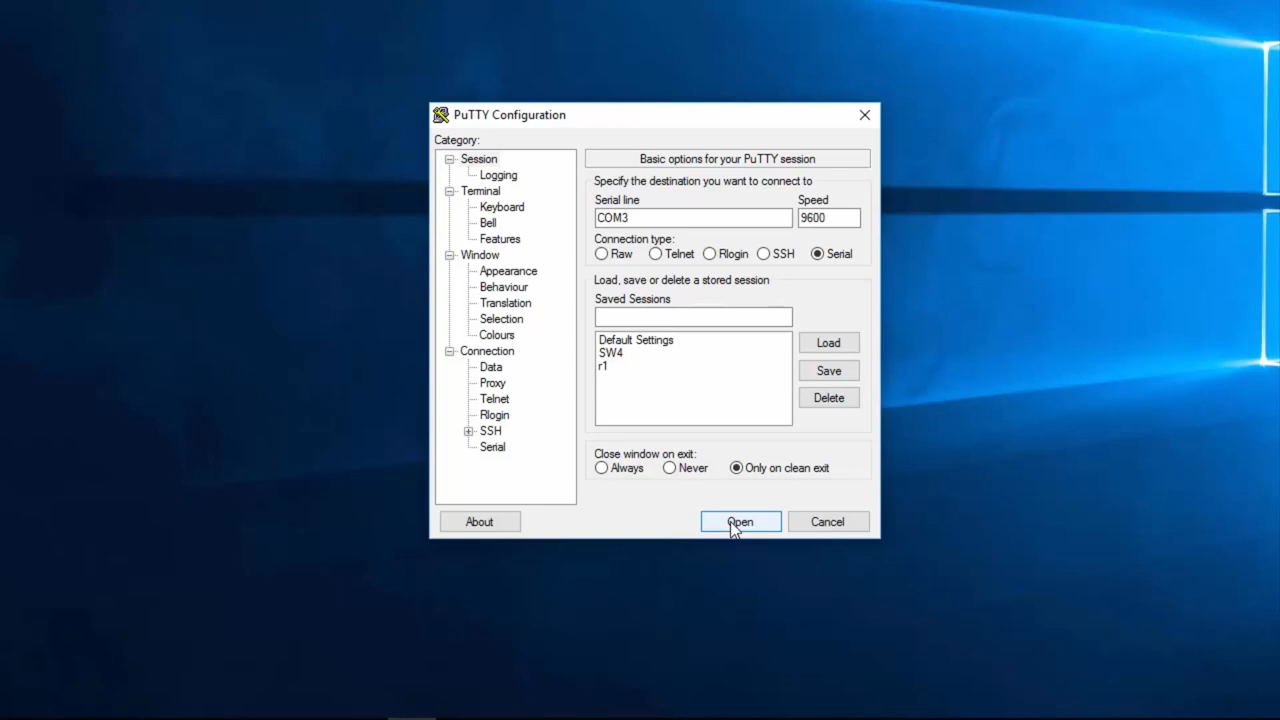 PuTTY Configuration
Category:
Session
Logging
Terminal
Keyboard
Bell
Features
Window
Appearance
Behaviour
Translation
Selection
Colours
Connection
Data
Proxy
Telnet
Rlogin
SSH
Serial
Basic options for your PuTTY session
Specify the destination you want to connect to
Serial line Speed
COM3 9600
Connection type:
Raw Telnet Rlogin SSH Serial
Load, save or delete a stored session
Saved Sessions
Default Settings
SW4
r1
Load
Save
Delete
Close window on exit:
Always Never Only on clean exit
About Open Cancel